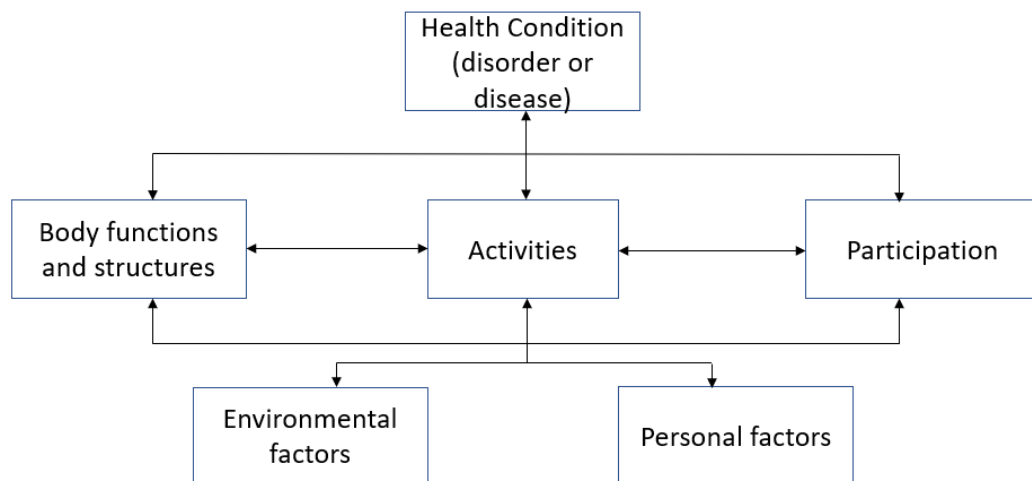 Health Condition
(disorder or
disease)
Body functions
and structures
Activities
Participation
Environmental
factors
Personal factors